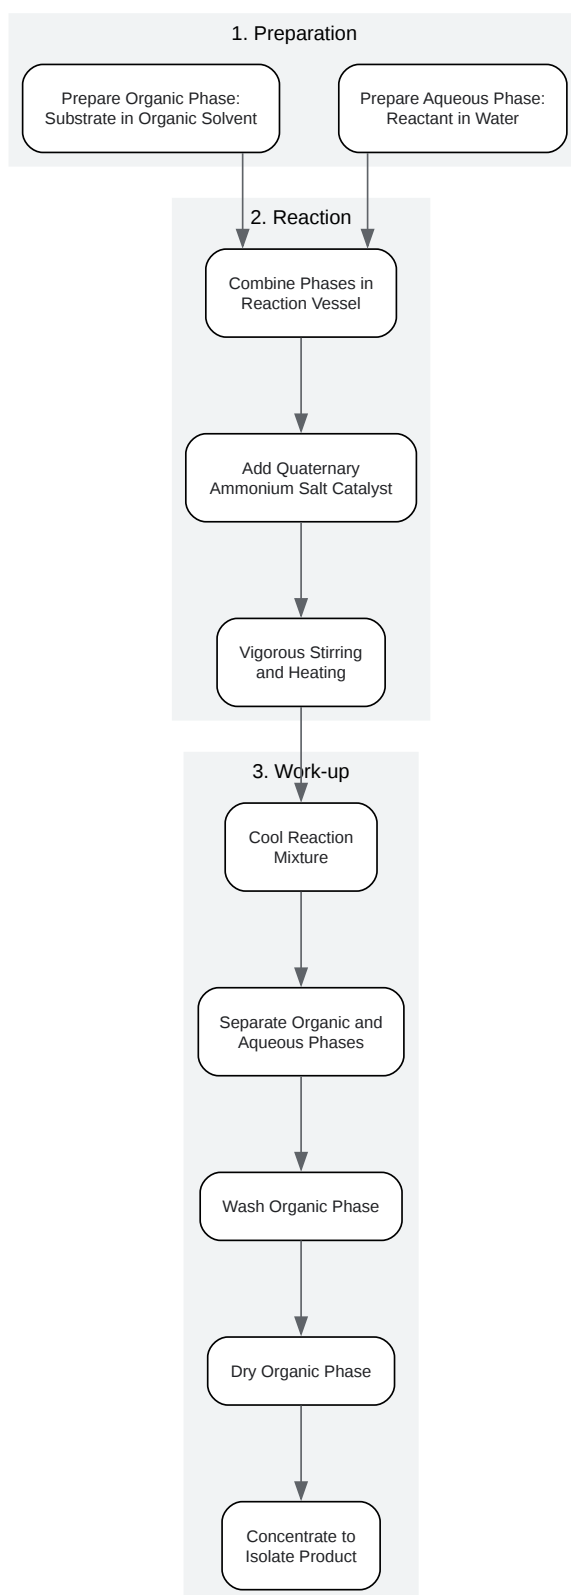 1. Preparation
Prepare Organic Phase:
Substrate in Organic Solvent
Prepare Aqueous Phase:
Reactant in Water
2. Reaction
Combine Phases in
Reaction Vessel
Add Quaternary
Ammonium Salt Catalyst
Vigorous Stirring
and Heating
3. Work-up
Cool Reaction
Mixture
Separate Organic and
Aqueous Phases
Wash Organic Phase
Dry Organic Phase
Concentrate to
Isolate Product